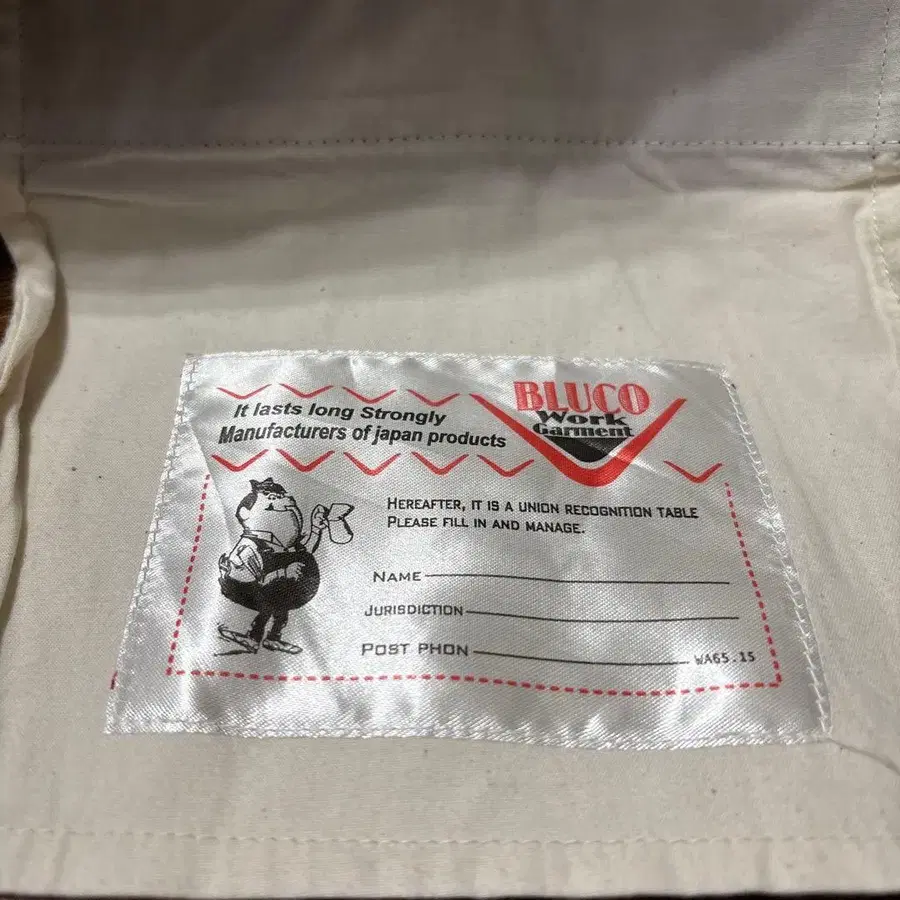 BLUCO
Work
Garment
It lasts long Strongly
Manufacturers of japan products
HEREAFTER, IT IS A UNION RECOGNITION TABLE
PLEASE FILL IN AND MANAGE.
NAME
JURISDICTION
POST PHON
WA65.15